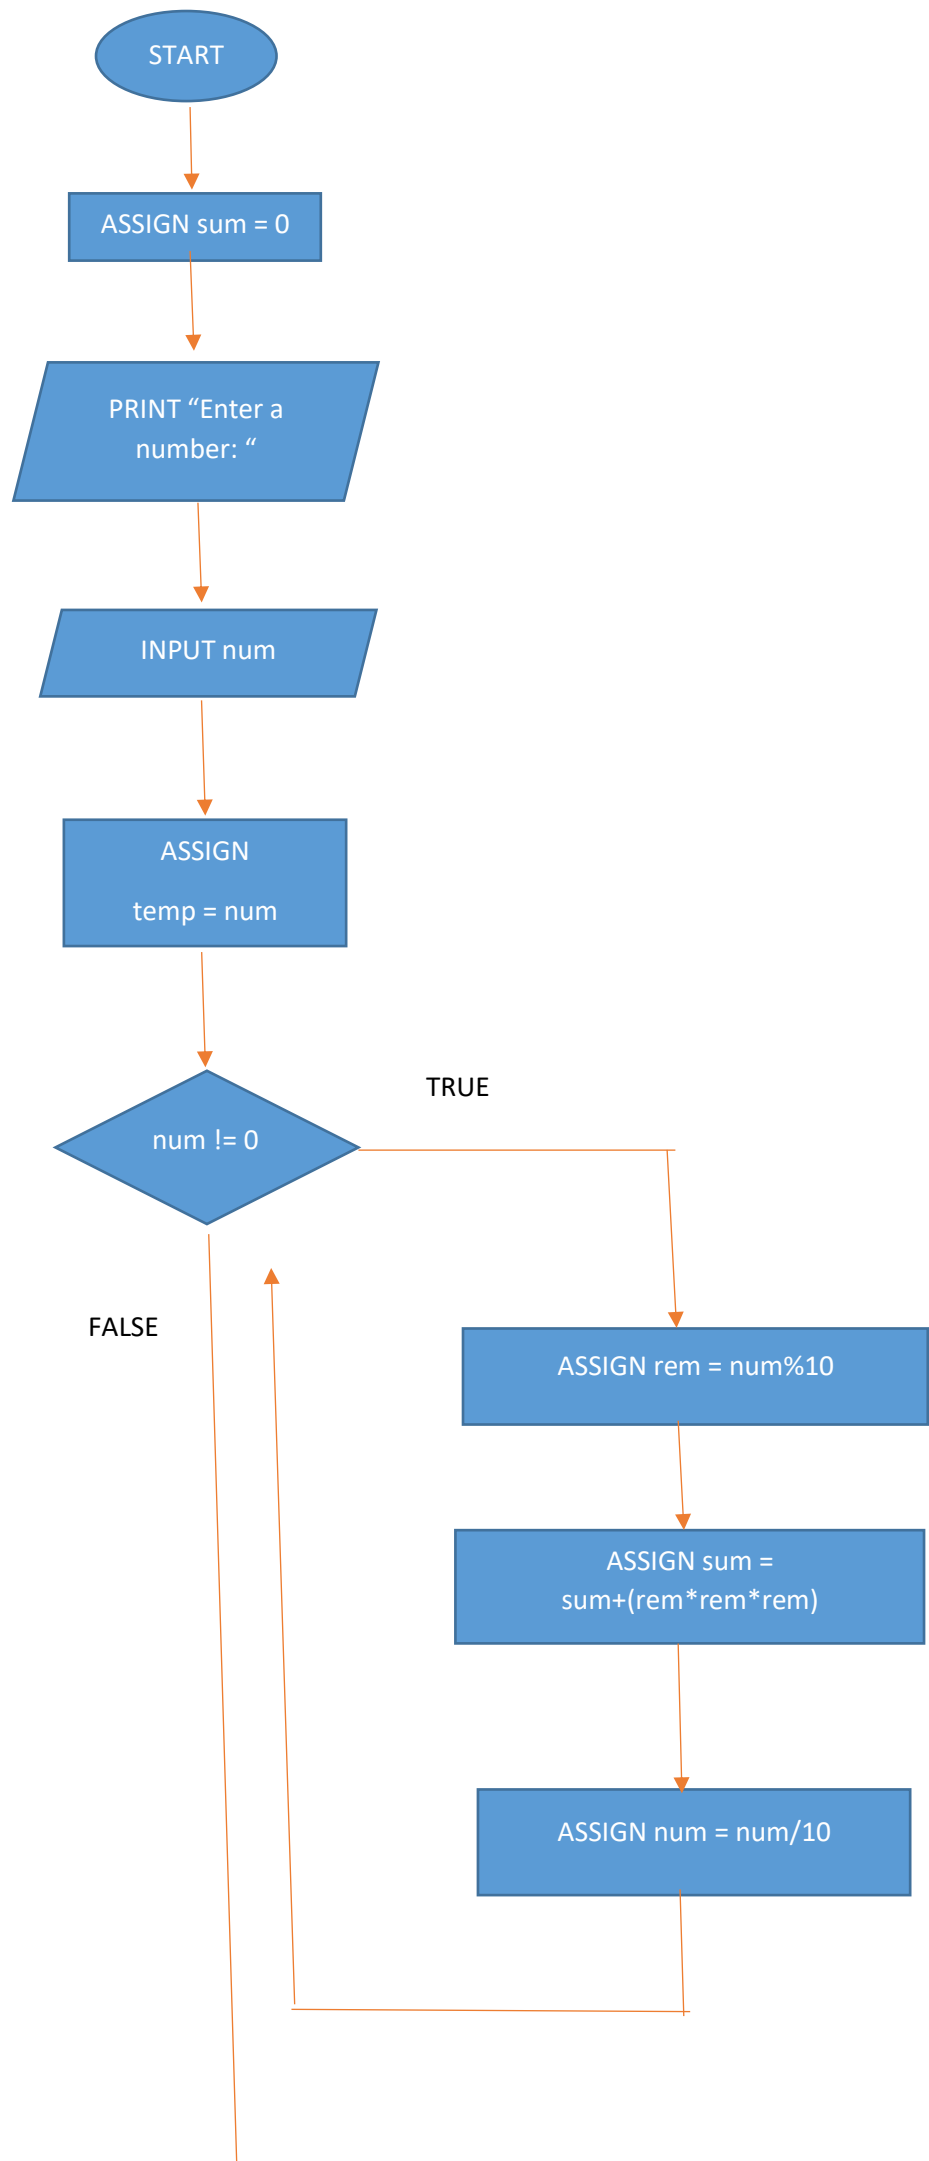 START
ASSIGN sum = 0
PRINT “Enter a
number: “
INPUT num
ASSIGN
temp = num
num != 0
TRUE
FALSE
ASSIGN rem = num%10
ASSIGN sum =
sum+(rem*rem*rem)
ASSIGN num = num/10